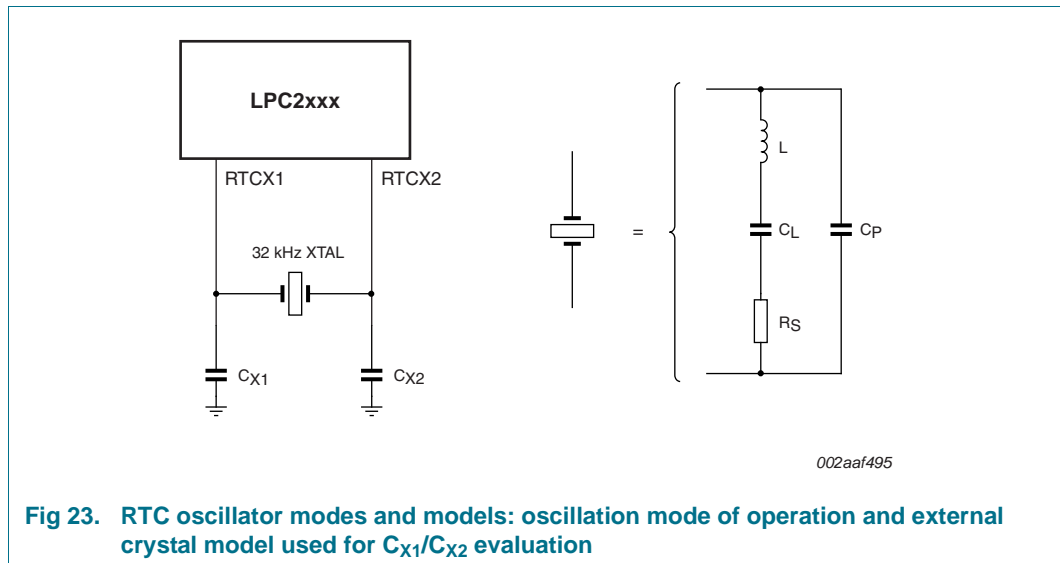 LPC2xxx
RTCX1
RTCX2
32 kHz XTAL
CX1
CX2
=
L
CL
CP
RS
002aaf495
Fig 23. RTC oscillator modes and models: oscillation mode of operation and external
crystal model used for CX1/CX2 evaluation